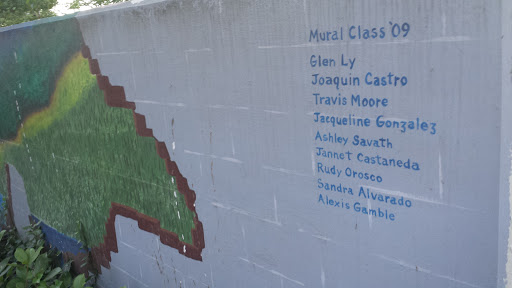 Mural Class '09
Glen Ly
Joaquin Castro
Travis Moore
Jacqueline Gonzalez
Ashley Savath
Jannet Castaneda
Rudy Orosco
Sandra Alvarado
Alexis Gamble